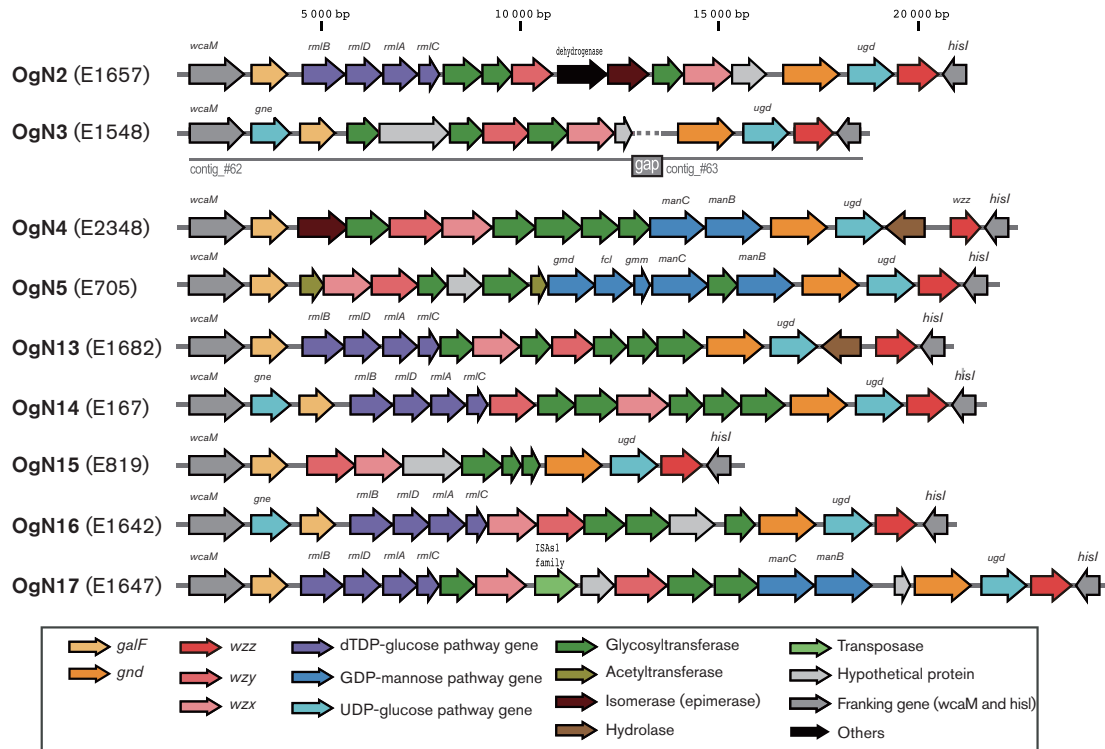 5 000 bp 10 000 bp 15 000 bp 20 000 bp
wcaM rmlB rmlD rmlA rmlC dehydrogenase ugd hisI
OgN2 (E1657)
wcaM gne ugd
OgN3 (E1548)
contig_#62 gap contig_#63
wcaM manC manB ugd wzz hisI
OgN4 (E2348)
wcaM gmd fcl gmm manC manB ugd hisI
OgN5 (E705)
wcaM rmlB rmlD rmlA rmlC ugd hisI
OgN13 (E1682)
wcaM gne rmlB rmlD rmlA rmlC ugd hisI
OgN14 (E167)
wcaM ugd hisI
OgN15 (E819)
wcaM gne rmlB rmlD rmlA rmlC ugd hisI
OgN16 (E1642)
ISAs1
family
wcaM rmlB rmlD rmlA rmlC manC manB ugd hisI
OgN17 (E1647)
galF wzz dTDP-glucose pathway gene Glycosyltransferase Transposase
gnd wzy GDP-mannose pathway gene Acetyltransferase Hypothetical protein
wzx UDP-glucose pathway gene Isomerase (epimerase) Franking gene (wcaM and hisI)
Hydrolase Others